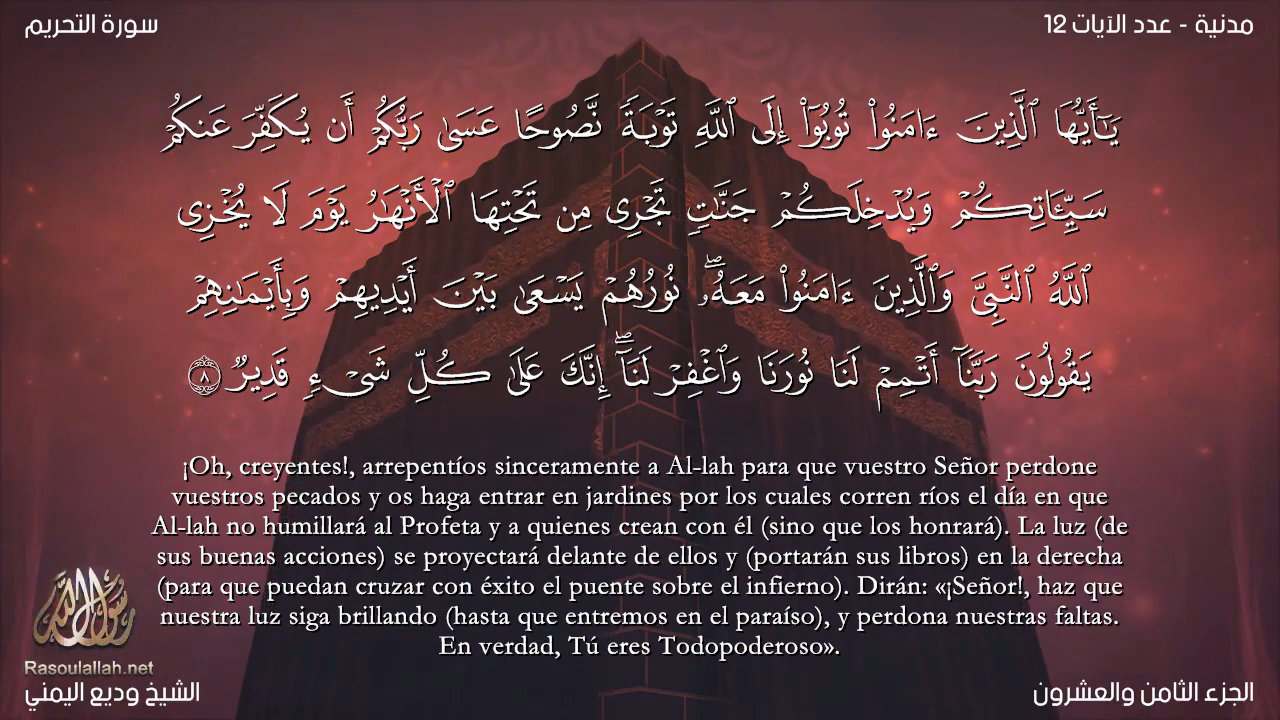 مدنية - عدد الآيات 12
سورة التحريم
يَـٰٓأَيُّهَا ٱلَّذِينَ ءَامَنُوا۟ تُوبُوٓا۟ إِلَى ٱللَّهِ تَوْبَةً نَّصُوحًا عَسَىٰ رَبُّكُمْ أَن يُكَفِّرَ عَنكُمْ
سَيِّـَٔاتِكُمْ وَيُدْخِلَكُمْ جَنَّـٰتٍ تَجْرِى مِن تَحْتِهَا ٱلْأَنْهَـٰرُ يَوْمَ لَا يُخْزِى
ٱللَّهُ ٱلنَّبِىَّ وَٱلَّذِينَ ءَامَنُوا۟ مَعَهُۥ ۖ نُورُهُمْ يَسْعَىٰ بَيْنَ أَيْدِيهِمْ وَبِأَيْمَـٰنِهِمْ
يَقُولُونَ رَبَّنَآ أَتْمِمْ لَنَا نُورَنَا وَٱغْفِرْ لَنَآ ۖ إِنَّكَ عَلَىٰ كُلِّ شَىْءٍ قَدِيرٌ ٨
¡Oh, creyentes!, arrepentíos sinceramente a Al-lah para que vuestro Señor perdone
vuestros pecados y os haga entrar en jardines por los cuales corren ríos el día en que
Al-lah no humillará al Profeta y a quienes crean con él (sino que los honrará). La luz (de
sus buenas acciones) se proyectará delante de ellos y (portarán sus libros) en la derecha
(para que puedan cruzar con éxito el puente sobre el infierno). Dirán: «¡Señor!, haz que
nuestra luz siga brillando (hasta que entremos en el paraíso), y perdona nuestras faltas.
En verdad, Tú eres Todopoderoso».
رسول الله
Rasoulallah.net
الجزء الثامن والعشرون
الشيخ وديع اليمني